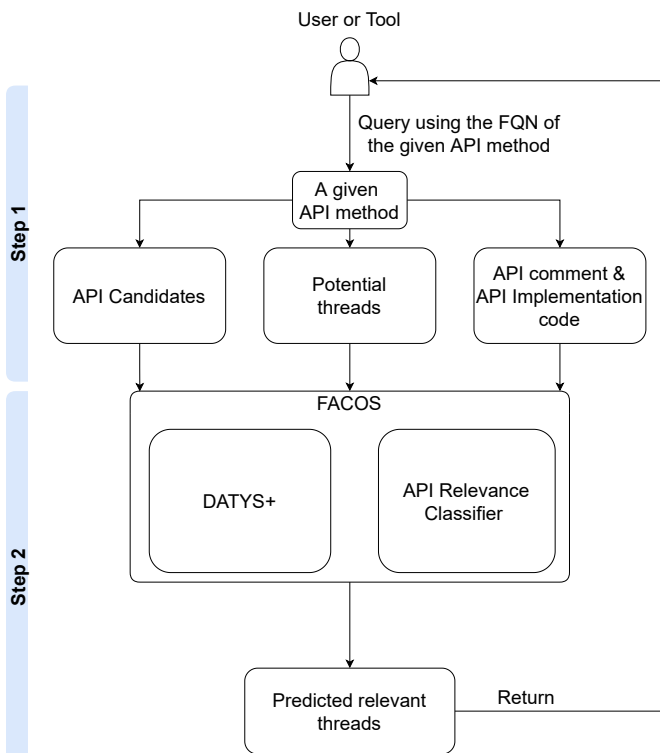 User or Tool
Query using the FQN of
the given API method
Step 1
A given
API method
API Candidates
Potential
threads
API comment &
API Implementation
code
Step 2
FACOS
DATYS+
API Relevance
Classifier
Predicted relevant
threads
Return